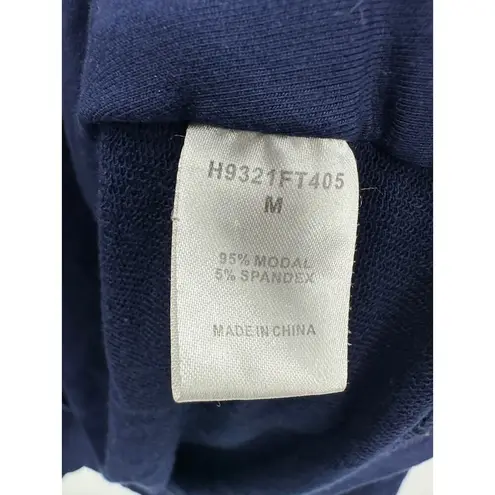 H9321FT405
M
95% MODAL
5% SPANDEX
MADE IN CHINA